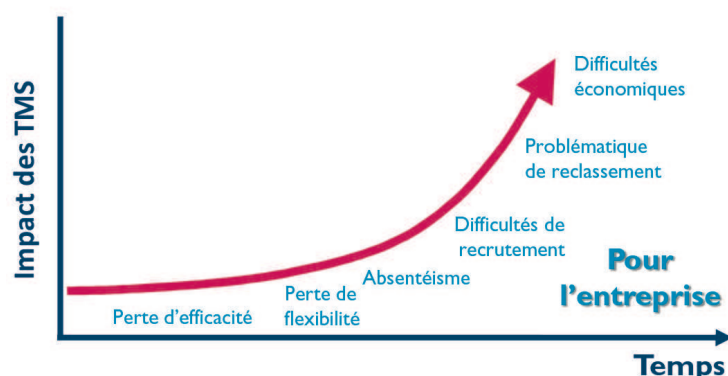 Impact des TMS
Difficultés
économiques
Problématique
de reclassement
Difficultés de
recrutement
Absentéisme
Perte de
flexibilité
Perte d’efficacité
Pour
l’entreprise
Temps